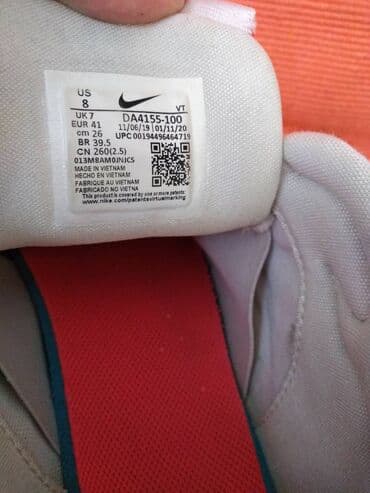 US
8
VT
UK 7
EUR 41
cm 26
BR 39.5
CN 260(2.5)
DA4155-100
11/06/19 01/11/20
UPC 00194496464719
013M8AM0JNJC5
MADE IN VIETNAM
HECHO EN VIETNAM
FABRIQUE AU VIETNAM
FABRICADO NO VIETNA
This product is covered by one or more patents:
www.nike.com/patentsvirtualmarking